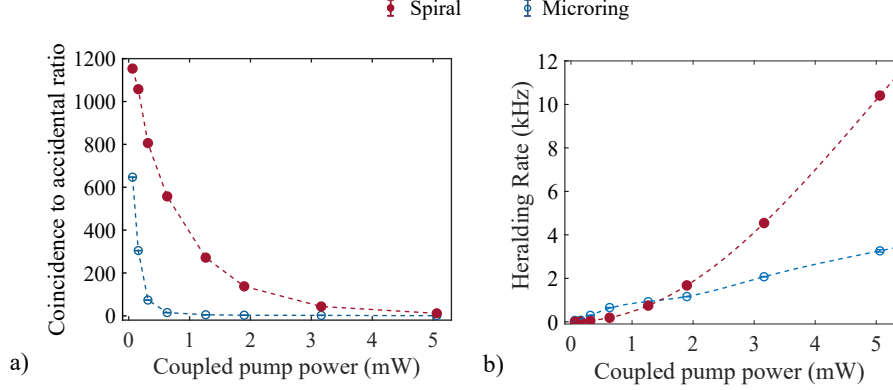 Spiral Microring
Coincidence to accidental ratio
1200
1000
800
600
400
200
0
0 1 2 3 4 5
Coupled pump power (mW)
a)
Heralding Rate (kHz)
12
10
8
6
4
2
0
0 1 2 3 4 5
Coupled pump power (mW)
b)